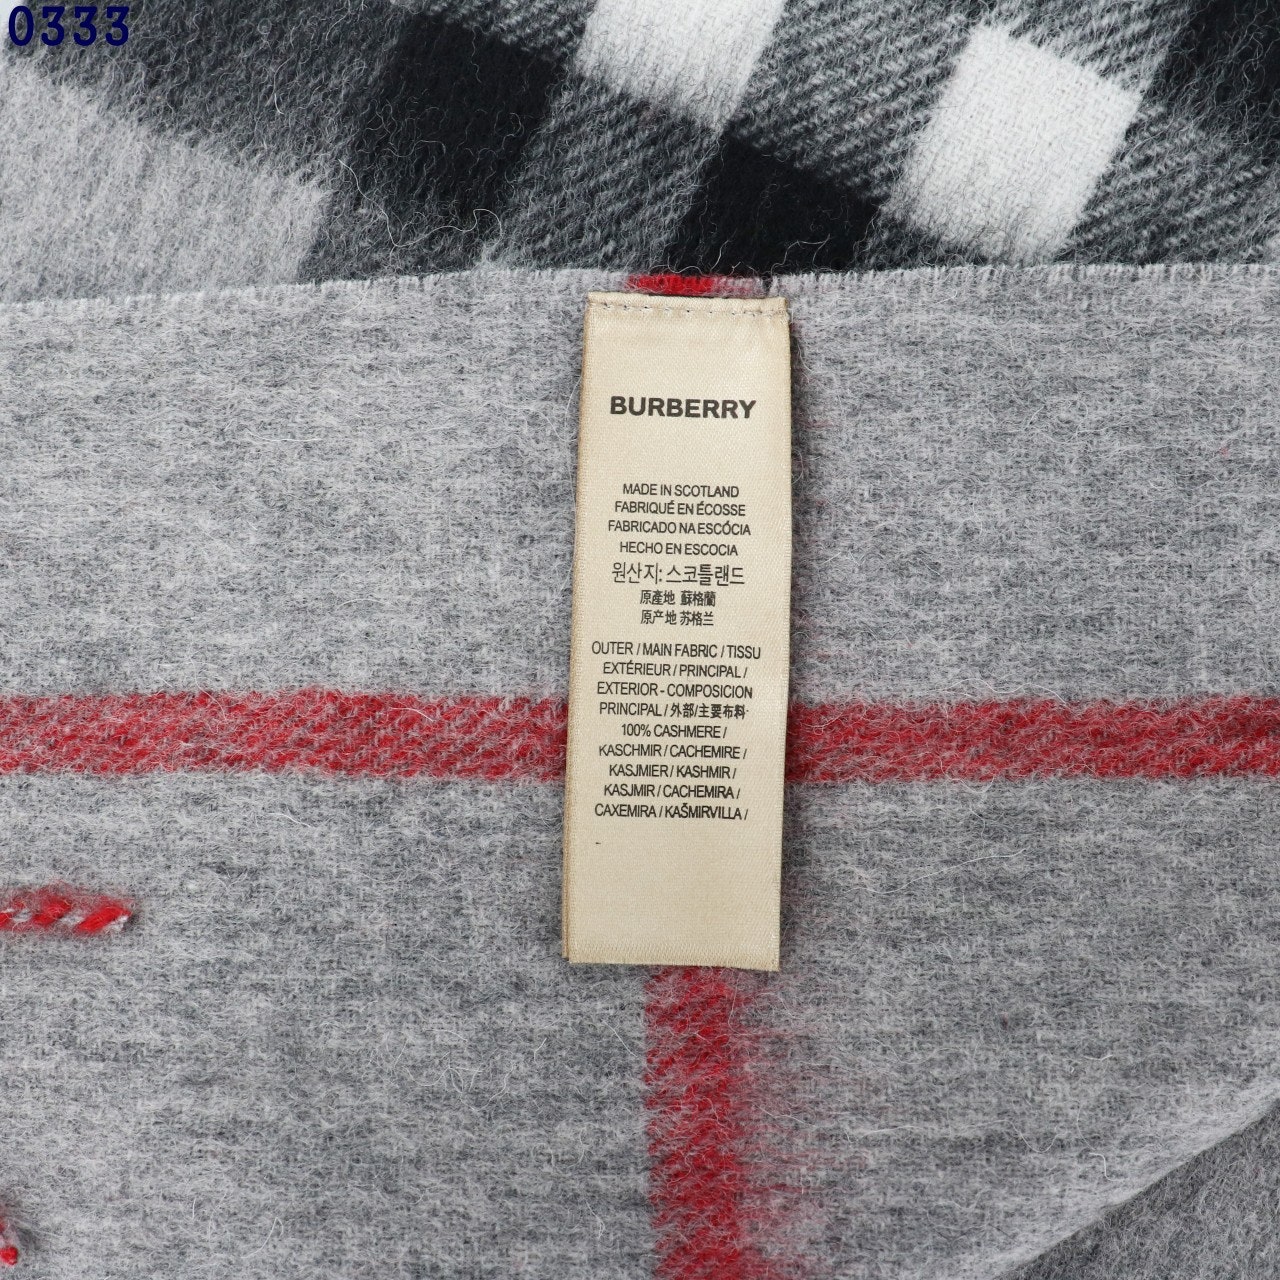 0333
BURBERRY
MADE IN SCOTLAND
FABRIQUÉ EN ÉCOSSE
FABRICADO NA ESCÓCIA
HECHO EN ESCOCIA
원산지: 스코틀랜드
原產地 蘇格蘭
原产地 苏格兰
OUTER / MAIN FABRIC / TISSU
EXTÉRIEUR / PRINCIPAL /
EXTERIOR - COMPOSICION
PRINCIPAL / 外部/主要布料·
100% CASHMERE /
KASCHMIR / CACHEMIRE /
KASJMIER / KASHMIR /
KASJMIR / CACHEMIRA /
CAXEMIRA / KAŠMIRVILLA /